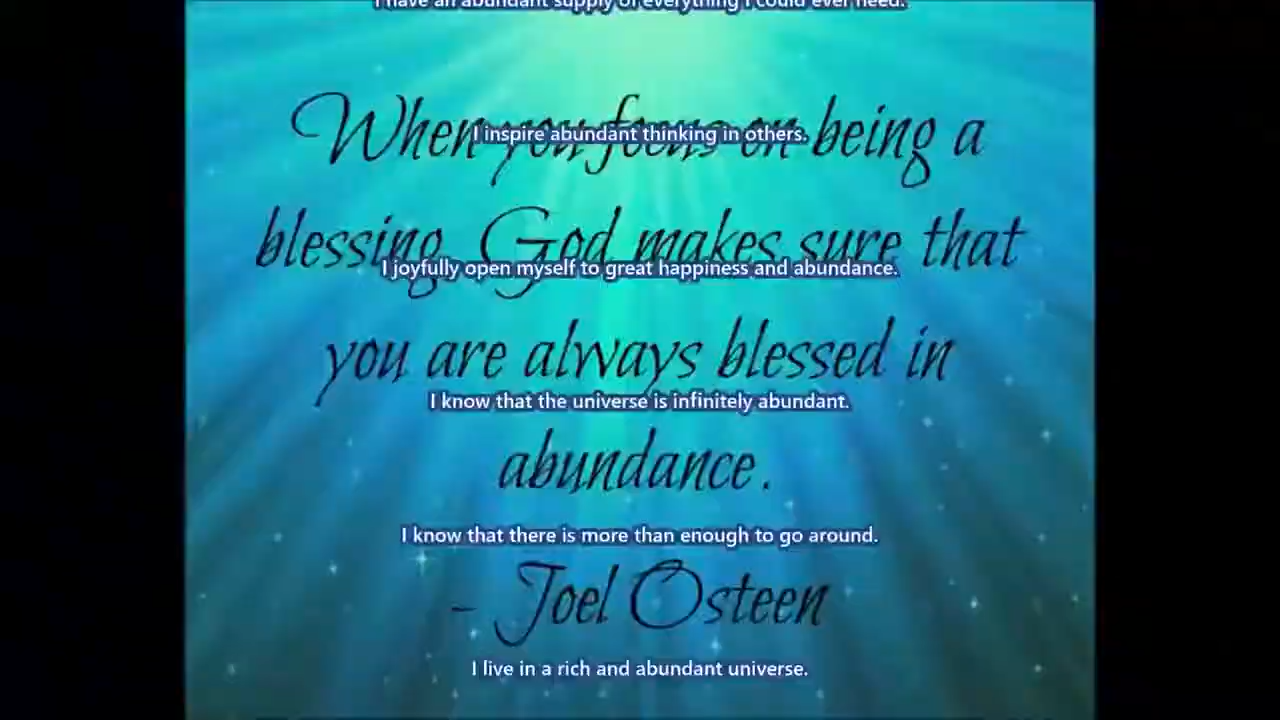 I have an abundant supply of everything I could ever need.
When you focus on being a
I inspire abundant thinking in others.
blessing, God makes sure that
I joyfully open myself to great happiness and abundance.
you are always blessed in
I know that the universe is infinitely abundant.
abundance.
I know that there is more than enough to go around.
- Joel Osteen
I live in a rich and abundant universe.